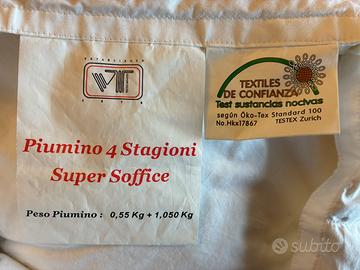 ESTABLISHED
Piumino 4 Stagioni
Super Soffice
Peso Piumino : 0,55 Kg + 1,050 Kg
TEXTILES
DE CONFIANZA
Test sustancias nocivas
según Öko-Tex Standard 100
No.Hkx17867 TESTEX Zurich
subito